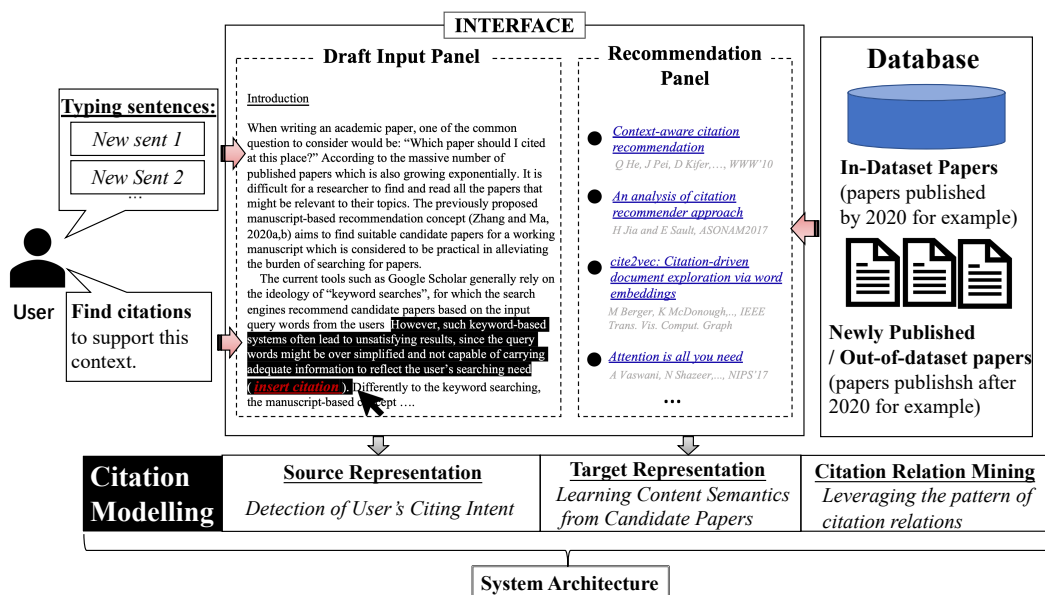 INTERFACE
Draft Input Panel
Recommendation
Panel
Database
Typing sentences:
New sent 1
New Sent 2
...
User
Find citations
to support this
context.
Introduction
When writing an academic paper, one of the common
question to consider would be: “Which paper should I cited
at this place?” According to the massive number of
published papers which is also growing exponentially. It is
difficult for a researcher to find and read all the papers that
might be relevant to their topics. The previously proposed
manuscript-based recommendation concept (Zhang and Ma,
2020a,b) aims to find suitable candidate papers for a working
manuscript which is considered to be practical in alleviating
the burden of searching for papers.
The current tools such as Google Scholar generally rely on
the ideology of “keyword searches”, for which the search
engines recommend candidate papers based on the input
query words from the users. However, such keyword-based
systems often lead to unsatisfying results, since the query
words might be over simplified and not capable of carrying
adequate information to reflect the user’s searching need
( insert citation ). Differently to the keyword searching,
the manuscript-based concept ….
Context-aware citation
recommendation
Q He, J Pei, D Kifer,…, WWW’10
An analysis of citation
recommender approach
H Jia and E Sault, ASONAM2017
cite2vec: Citation-driven
document exploration via word
embeddings
M Berger, K McDonough,.., IEEE
Trans. Vis. Comput. Graph
Attention is all you need
A Vaswani, N Shazeer,…, NIPS’17
...
In-Dataset Papers
(papers published
by 2020 for example)
Newly Published
/ Out-of-dataset papers
(papers publishsh after
2020 for example)
Citation
Modelling
Source Representation
Detection of User’s Citing Intent
Target Representation
Learning Content Semantics
from Candidate Papers
Citation Relation Mining
Leveraging the pattern of
citation relations
System Architecture